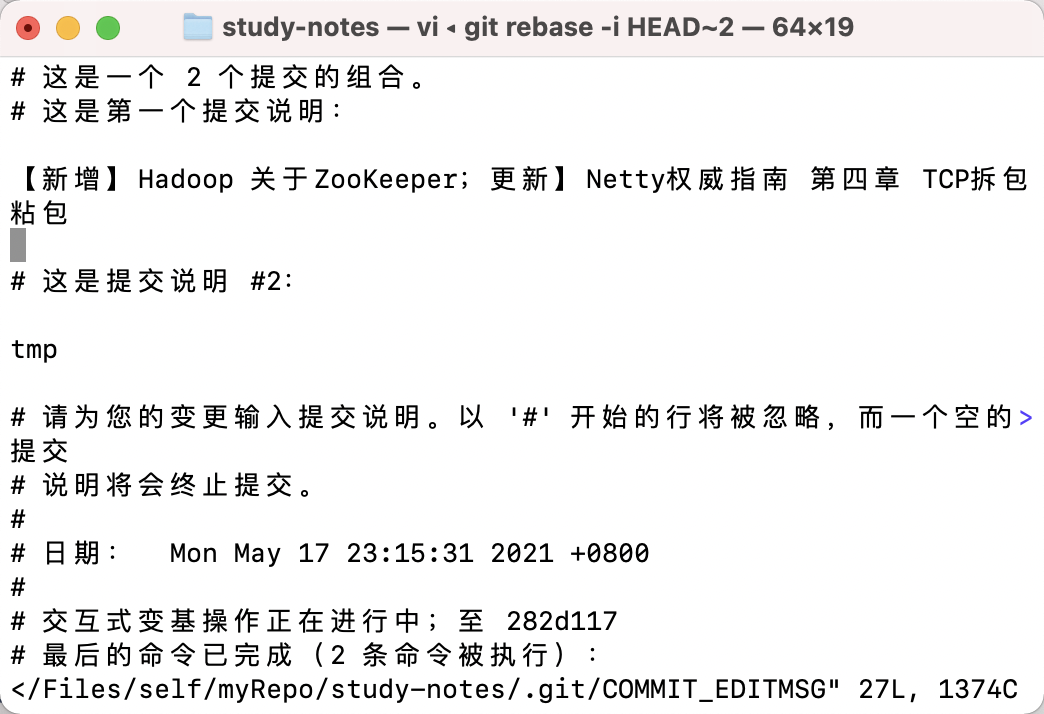 study-notes — vi ◂ git rebase -i HEAD~2 — 64×19
# 这是一个 2 个提交的组合。
# 这是第一个提交说明：
【新增】Hadoop 关于ZooKeeper；更新】Netty权威指南 第四章 TCP拆包
粘包
# 这是提交说明 #2：
tmp
# 请为您的变更输入提交说明。以 '#' 开始的行将被忽略，而一个空的>
提交
# 说明将会终止提交。
#
# 日期：  Mon May 17 23:15:31 2021 +0800
#
# 交互式变基操作正在进行中；至 282d117
# 最后的命令已完成（2 条命令被执行）：
</Files/self/myRepo/study-notes/.git/COMMIT_EDITMSG" 27L, 1374C